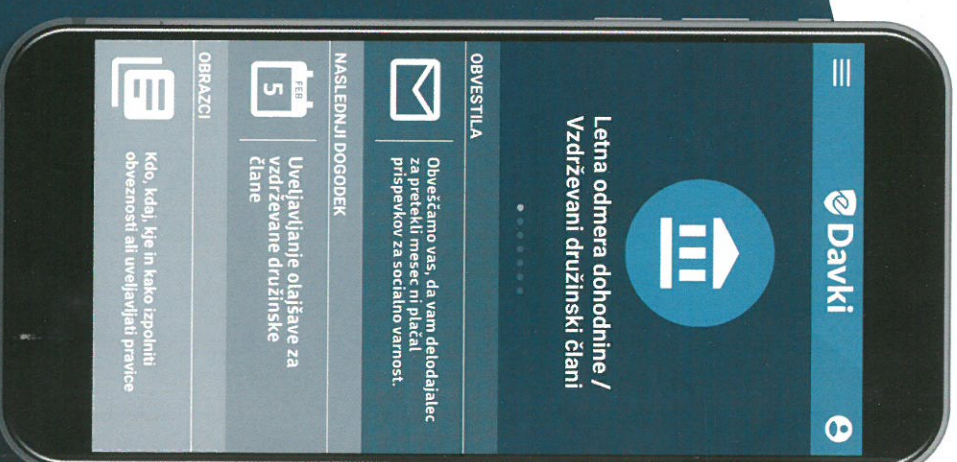 eDavki
Letna odmera dohodnine /
Vzdrževani družinski člani
OBVESTILA
Obveščamo vas, da vam delodajalec
za pretekli mesec ni plačal
prispevkov za socialno varnost.
NASLEDNJI DOGODEK
FEB
5
Uveljavljanje olajšave za
vzdrževane družinske
člane
OBRAZCI
Kdo, kdaj, kje in kako izpolniti
obveznosti ali uveljavljati pravice